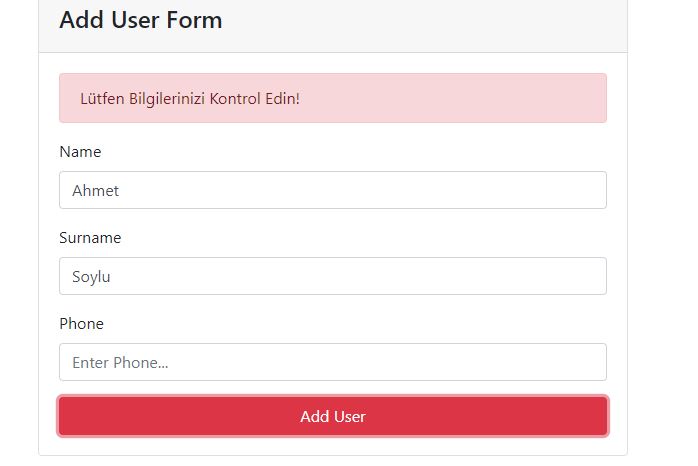 Add User Form
Lütfen Bilgilerinizi Kontrol Edin!
Name
Ahmet
Surname
Soylu
Phone
Enter Phone...
Add User